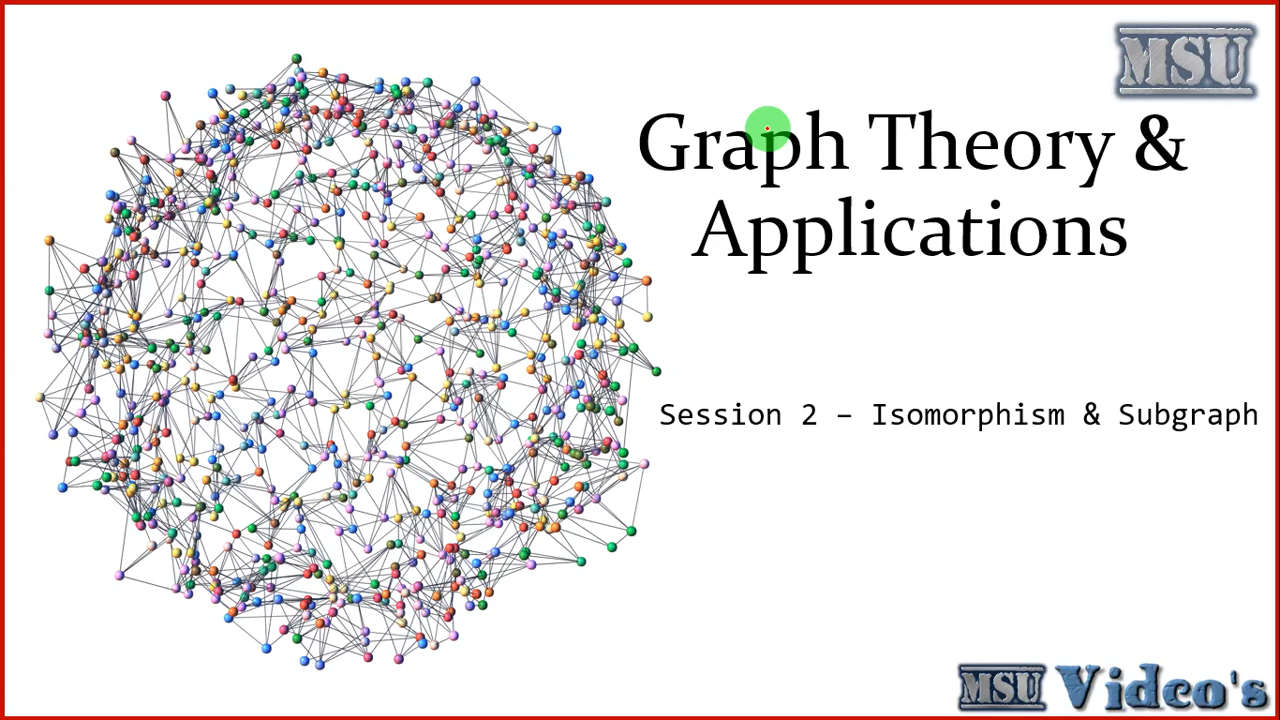 MSU
Graph Theory &
Applications
Session 2 – Isomorphism & Subgraph
MSU Video's